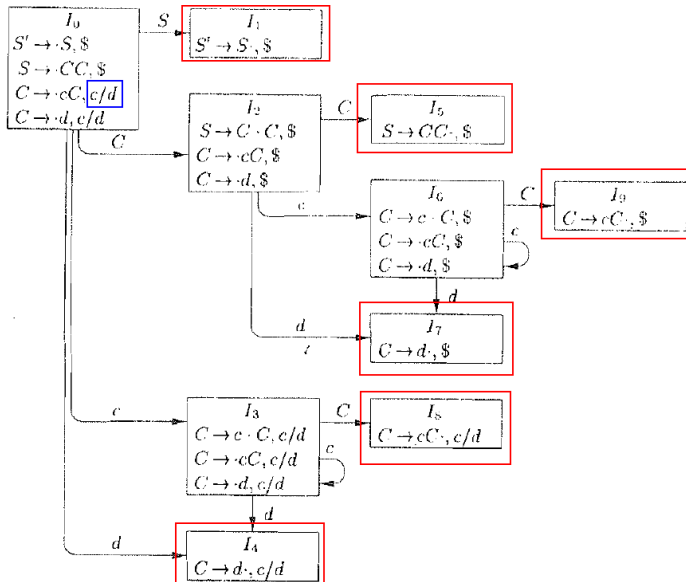 I₀
S′ → ·S, $
S → ·CC, $
C → ·cC, c/d
C → ·d, c/d
S
I₁
S′ → S·, $
C
I₂
S → C · C, $
C → ·cC, $
C → ·d, $
C
I₅
S → CC·, $
c
I₆
C → c · C, $
C → ·cC, $
C → ·d, $
C
I₉
C → cC·, $
c
d
d
I₇
C → d·, $
c
I₃
C → c · C, c/d
C → ·cC, c/d
C → ·d, c/d
C
I₈
C → cC·, c/d
c
d
d
I₄
C → d·, c/d